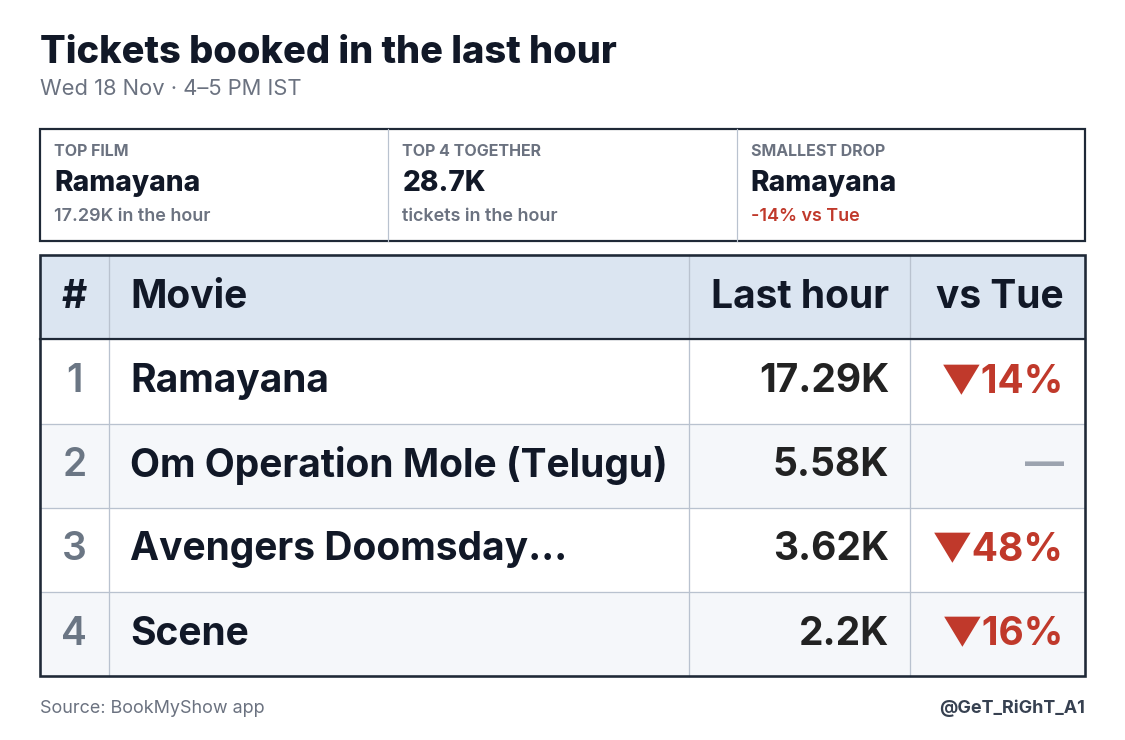 Tickets booked in the last hour
Wed 18 Nov · 4–5 PM IST
TOP FILM
Ramayana
17.29K in the hour
TOP 4 TOGETHER
28.7K
tickets in the hour
SMALLEST DROP
Ramayana
-14% vs Tue
# Movie Last hour vs Tue
1 Ramayana 17.29K ▼14%
2 Om Operation Mole (Telugu) 5.58K —
3 Avengers Doomsday... 3.62K ▼48%
4 Scene 2.2K ▼16%
Source: BookMyShow app @GeT_RiGhT_A1